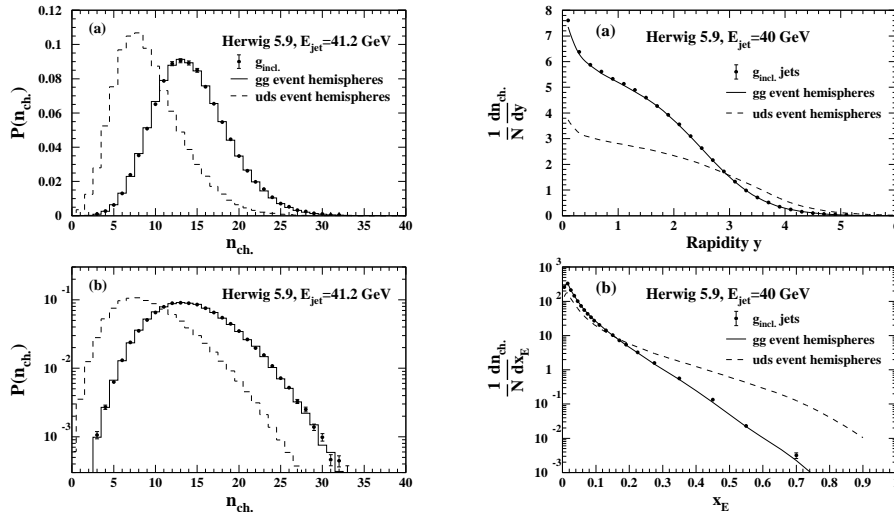 (a)
Herwig 5.9, E_jet=41.2 GeV
g_incl.
gg event hemispheres
uds event hemispheres
P(n_ch.)
0.14
0.12
0.1
0.08
0.06
0.04
0.02
0
0 5 10 15 20 25 30 35 40
n_ch.
(b)
Herwig 5.9, E_jet=41.2 GeV
P(n_ch.)
10^-1
10^-2
10^-3
0 5 10 15 20 25 30 35 40
n_ch.
(a)
Herwig 5.9, E_jet=40 GeV
g_incl. jets
gg event hemispheres
uds event hemispheres
1 dn_ch.
N dy
8
7
6
5
4
3
2
1
0
0 1 2 3 4 5 6
Rapidity y
(b)
Herwig 5.9, E_jet=40 GeV
g_incl. jets
gg event hemispheres
uds event hemispheres
1 dn_ch.
N dx_E
10^3
10^2
10
1
10^-1
10^-2
10^-3
0 0.1 0.2 0.3 0.4 0.5 0.6 0.7 0.8 0.9
x_E